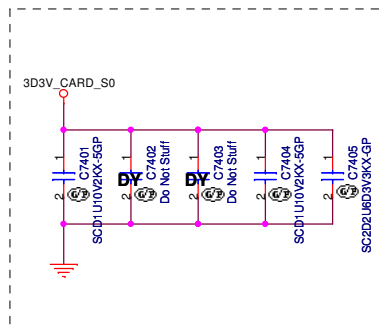 3D3V_CARD_S0
1
2
G/P
C7401
SCD1U10V2KX-5GP
1
DY
2
G/P
C7402
Do Not Stuff
1
DY
2
G/P
C7403
Do Not Stuff
1
2
G/P
C7404
SCD1U10V2KX-5GP
1
2
G/P
C7405
SC2D2U6D3V3KX-GP